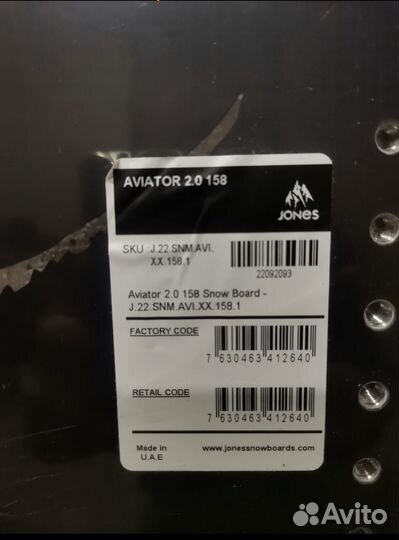 AVIATOR 2.0 158
JONES
SKU :J.22.SNM.AVI.
XX.158.1
22092093
Aviator 2.0 158 Snow Board -
J.22.SNM.AVI.XX.158.1
FACTORY CODE
7 630463 412640
RETAIL CODE
7 630463 412640
Made in
U.A.E
www.jonessnowboards.com
Avito